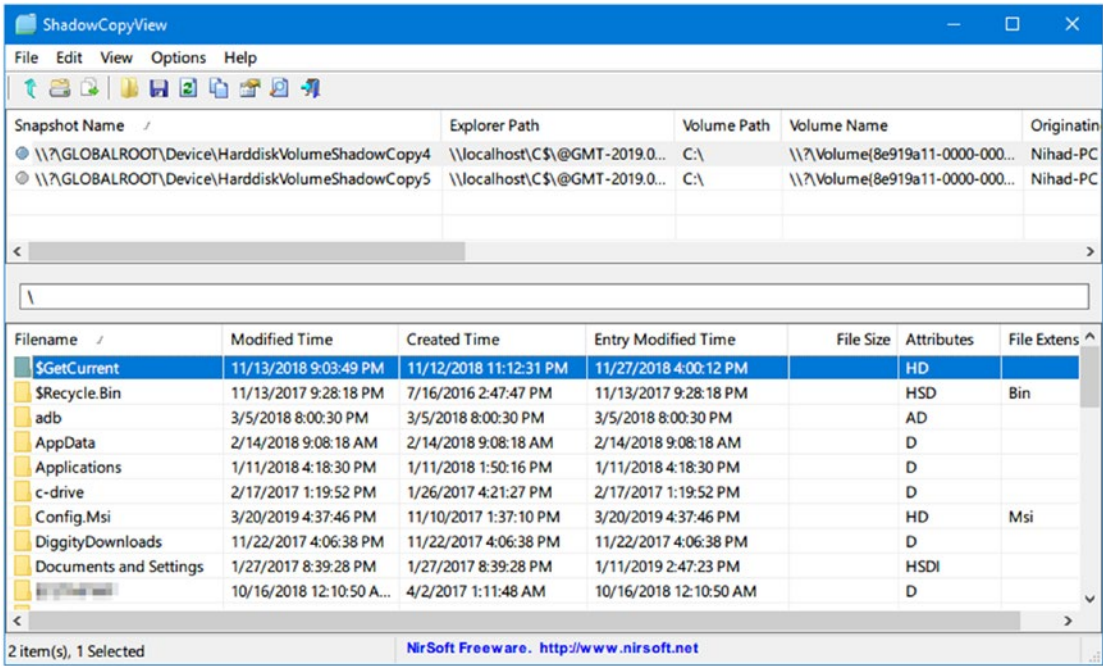 ShadowCopyView
File Edit View Options Help
Snapshot Name Explorer Path Volume Path Volume Name Originatin
\\?\GLOBALROOT\Device\HarddiskVolumeShadowCopy4 \\localhost\C$\@GMT-2019.0... C:\ \\?\Volume{8e919a11-0000-000... Nihad-PC
\\?\GLOBALROOT\Device\HarddiskVolumeShadowCopy5 \\localhost\C$\@GMT-2019.0... C:\ \\?\Volume{8e919a11-0000-000... Nihad-PC
\
Filename Modified Time Created Time Entry Modified Time File Size Attributes File Extens
$GetCurrent 11/13/2018 9:03:49 PM 11/12/2018 11:12:31 PM 11/27/2018 4:00:12 PM HD
$Recycle.Bin 11/13/2017 9:28:18 PM 7/16/2016 2:47:47 PM 11/13/2017 9:28:18 PM HSD Bin
adb 3/5/2018 8:00:30 PM 3/5/2018 8:00:30 PM 3/5/2018 8:00:30 PM AD
AppData 2/14/2018 9:08:18 AM 2/14/2018 9:08:18 AM 2/14/2018 9:08:18 AM D
Applications 1/11/2018 4:18:30 PM 1/11/2018 1:50:16 PM 1/11/2018 4:18:30 PM D
c-drive 2/17/2017 1:19:52 PM 1/26/2017 4:21:27 PM 2/17/2017 1:19:52 PM D
Config.Msi 3/20/2019 4:37:46 PM 11/10/2017 1:37:10 PM 3/20/2019 4:37:46 PM HD Msi
DiggityDownloads 11/22/2017 4:06:38 PM 11/22/2017 4:06:38 PM 11/22/2017 4:06:38 PM D
Documents and Settings 1/27/2017 8:39:28 PM 1/27/2017 8:39:28 PM 1/11/2019 2:47:23 PM HSDI
10/16/2018 12:10:50 A... 4/2/2017 1:11:48 AM 10/16/2018 12:10:50 AM D
2 item(s), 1 Selected NirSoft Freeware. http://www.nirsoft.net